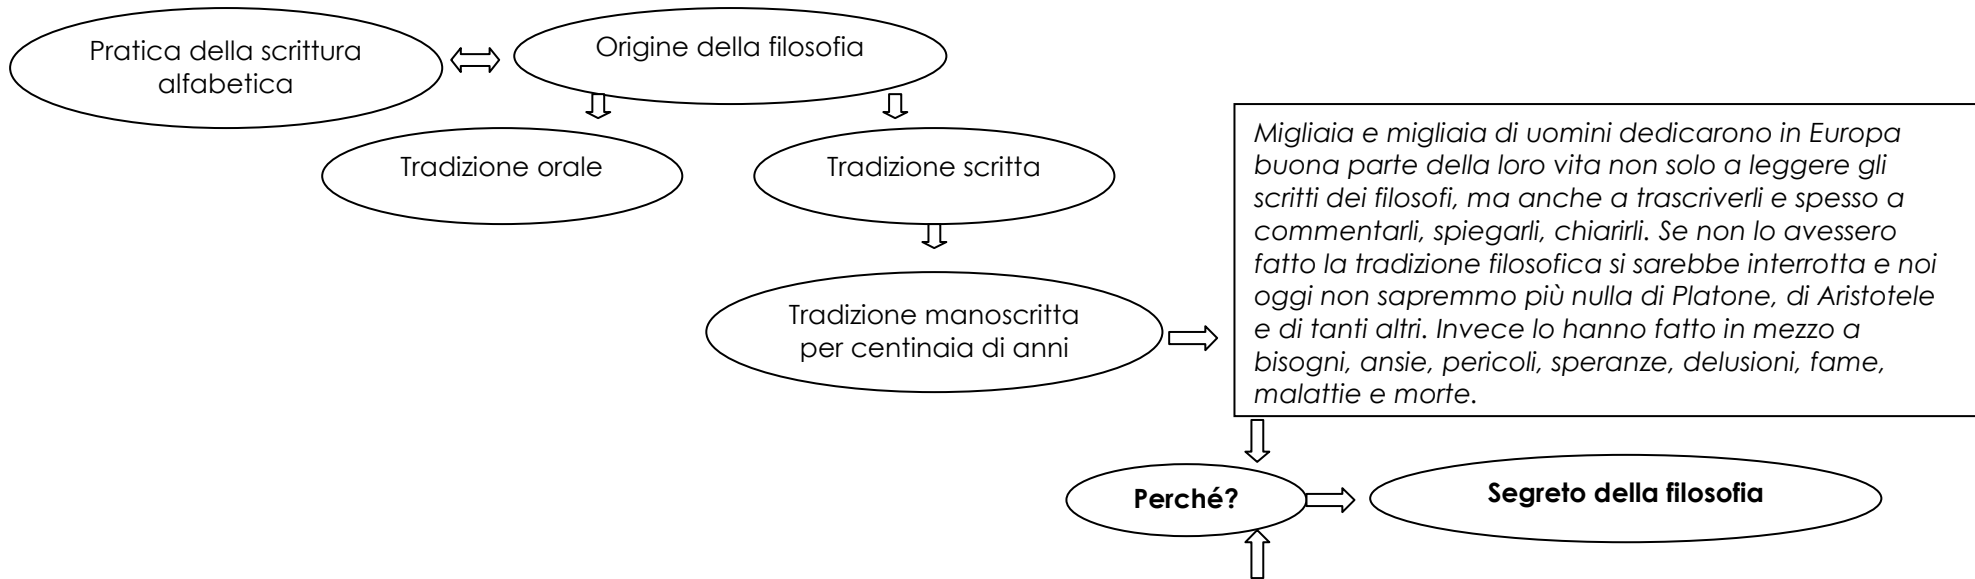 Pratica della scrittura
alfabetica
Origine della filosofia
Tradizione orale
Tradizione scritta
Tradizione manoscritta
per centinaia di anni
Migliaia e migliaia di uomini dedicarono in Europa
buona parte della loro vita non solo a leggere gli
scritti dei filosofi, ma anche a trascriverli e spesso a
commentarli, spiegarli, chiarirli. Se non lo avessero
fatto la tradizione filosofica si sarebbe interrotta e noi
oggi non sapremmo più nulla di Platone, di Aristotele
e di tanti altri. Invece lo hanno fatto in mezzo a
bisogni, ansie, pericoli, speranze, delusioni, fame,
malattie e morte.
Perché?
Segreto della filosofia